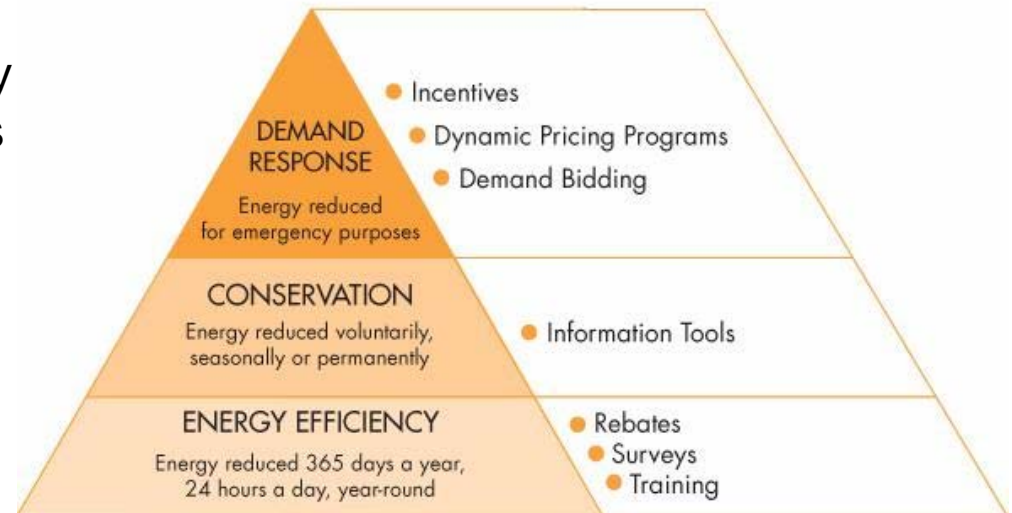 DEMAND
RESPONSE
Energy reduced
for emergency purposes
Incentives
Dynamic Pricing Programs
Demand Bidding
CONSERVATION
Energy reduced voluntarily,
seasonally or permanently
Information Tools
ENERGY EFFICIENCY
Energy reduced 365 days a year,
24 hours a day, year-round
Rebates
Surveys
Training